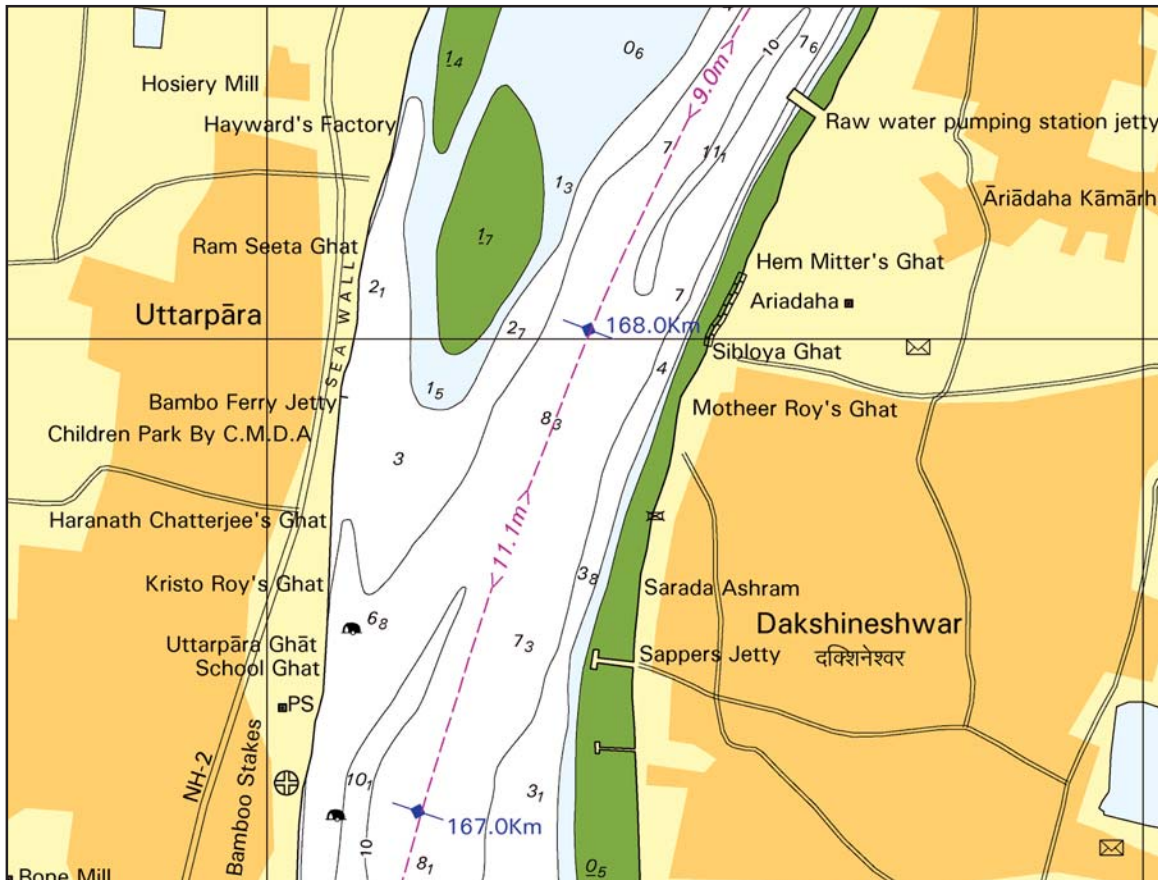 4
0₆
10
7₆
1₄
<9.0m>
Hosiery Mill
Hayward's Factory
Raw water pumping station jetty
7
11₁
1₃
Āriādaha Kāmārh
1₇
Ram Seeta Ghat
Hem Mitter's Ghat
2₁
7
Ariadaha
Uttarpāra
2₇
168.0Km
SEA WALL
Sibloya Ghat
4
1₅
Bambo Ferry Jetty
Motheer Roy's Ghat
8₃
Children Park By C.M.D.A
3
<11.1m>
Haranath Chatterjee's Ghat
3₈
Kristo Roy's Ghat
Sarada Ashram
6₈
Dakshineshwar
Uttarpāra Ghāt
7₃
Sappers Jetty
दक्शिनेश्वर
School Ghat
PS
NH-2
Bamboo Stakes
10₁
3₁
167.0Km
10
8₁
0₅
Bone Mill